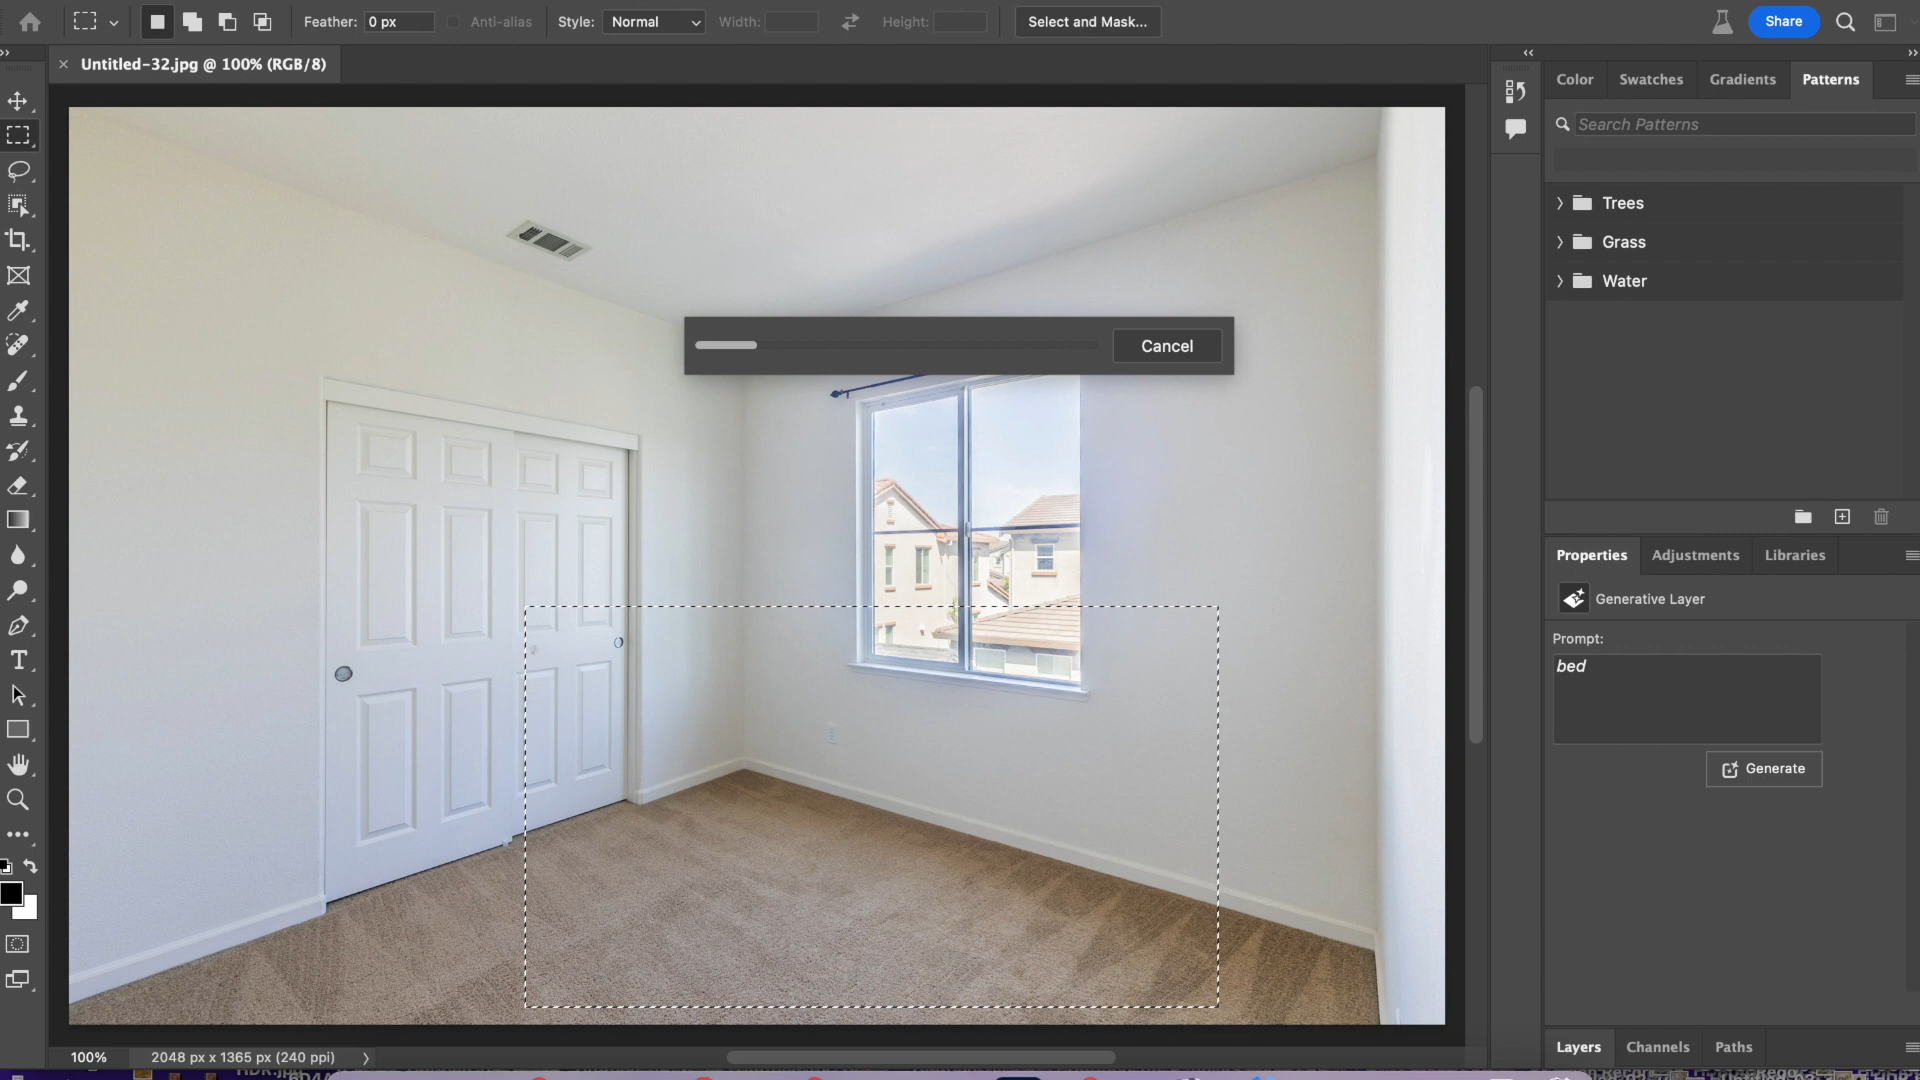 Feather: 0 px Anti-alias Style: Normal Width: Height: Select and Mask... Share
Untitled-32.jpg @ 100% (RGB/8)
Color Swatches Gradients Patterns
Search Patterns
Trees
Grass
Water
Cancel
Properties Adjustments Libraries
Generative Layer
Prompt:
bed
Generate
Layers Channels Paths
100% 2048 px x 1365 px (240 ppi)